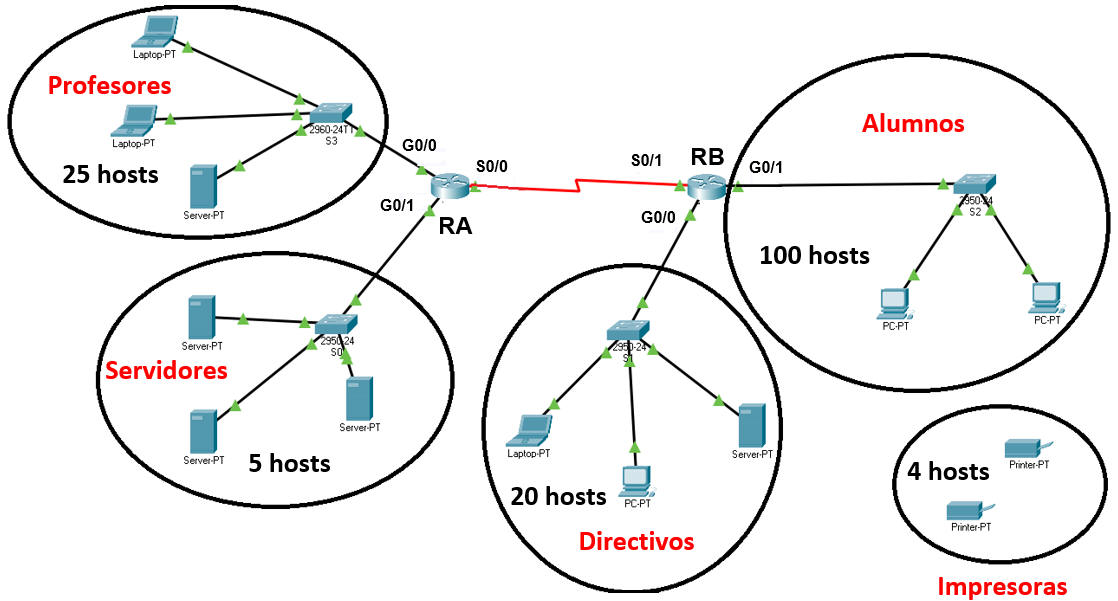 Laptop-PT
Profesores
Laptop-PT
2960-24TT
S3
25 hosts
Server-PT
G0/0
S0/0
G0/1
RA
S0/1
RB
G0/1
G0/0
Alumnos
2950-24
S2
100 hosts
PC-PT
PC-PT
Server-PT
2950-24
S0
Servidores
Server-PT
Server-PT
5 hosts
2950-24
S1
Laptop-PT
Server-PT
20 hosts
PC-PT
Directivos
4 hosts
Printer-PT
Printer-PT
Impresoras